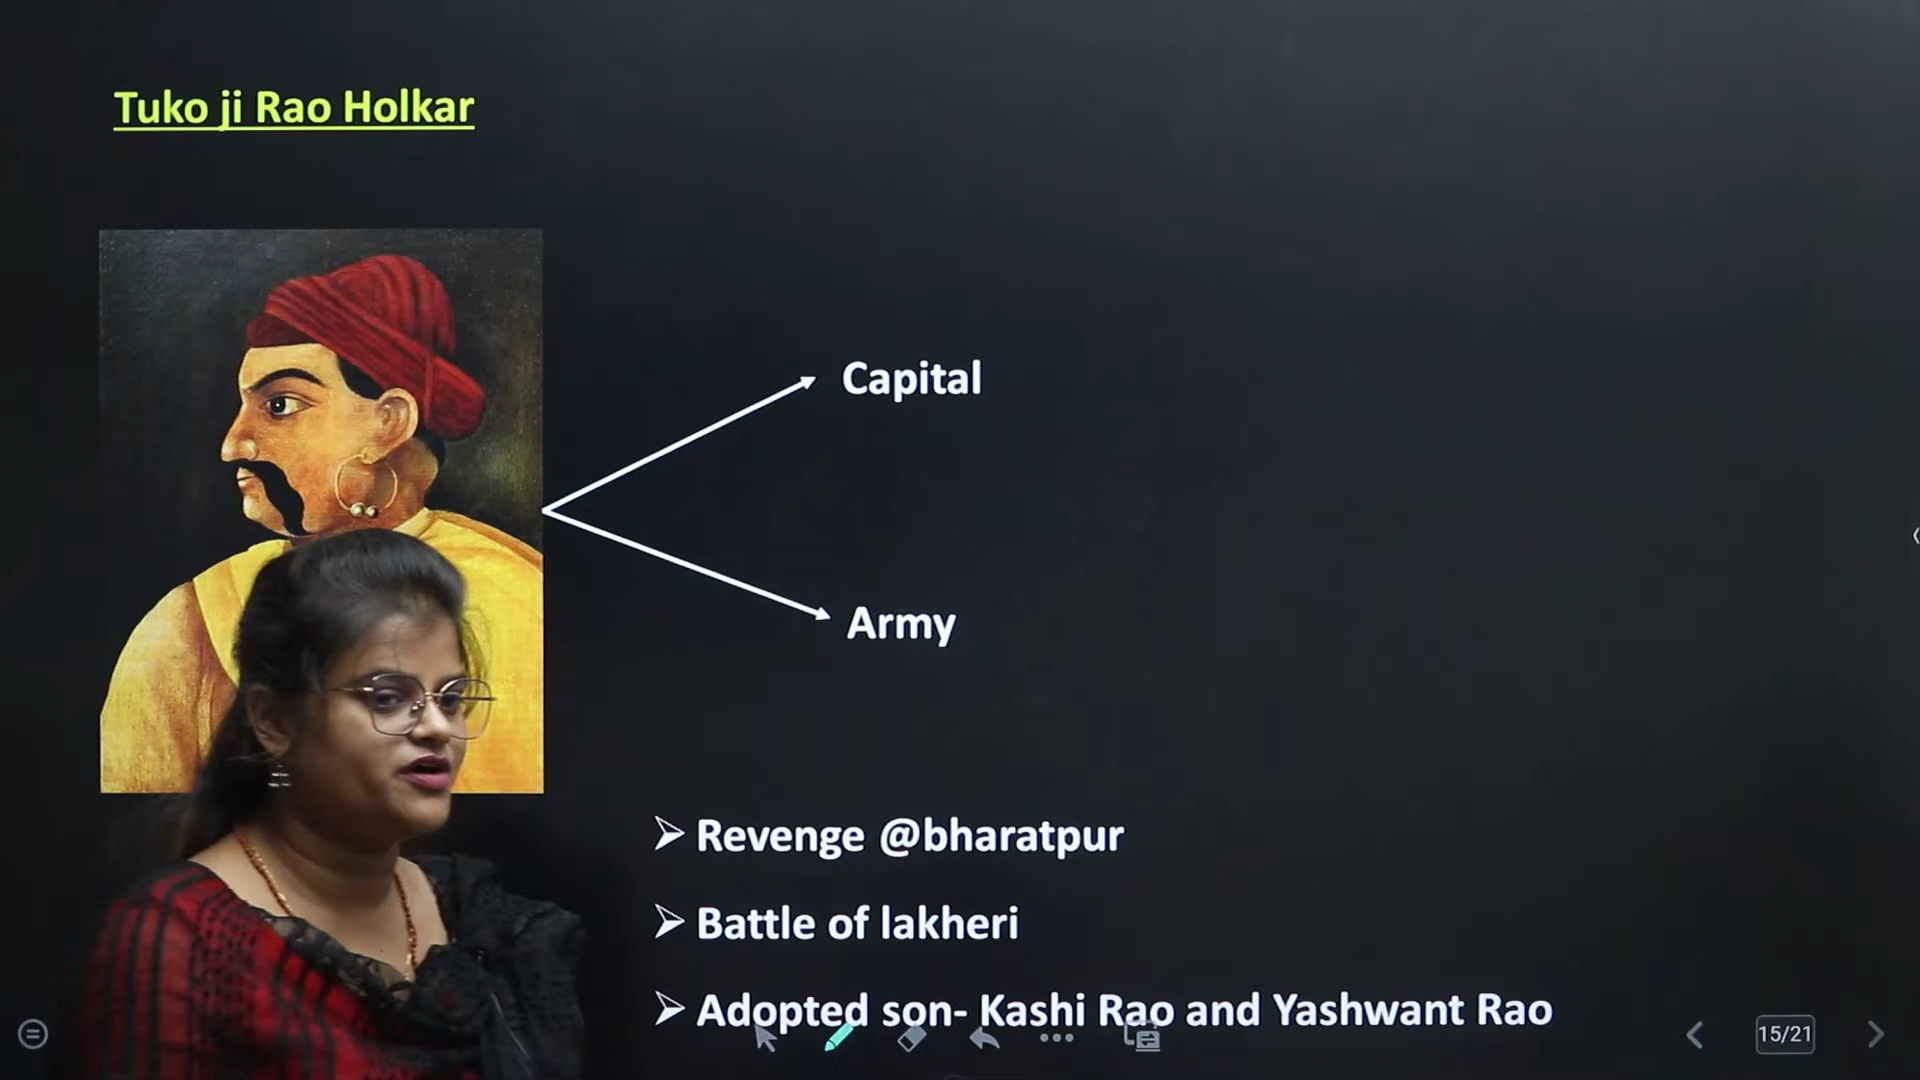 Tuko ji Rao Holkar
Capital
Army
➢ Revenge @bharatpur
➢ Battle of lakheri
➢ Adopted son- Kashi Rao and Yashwant Rao
15/21